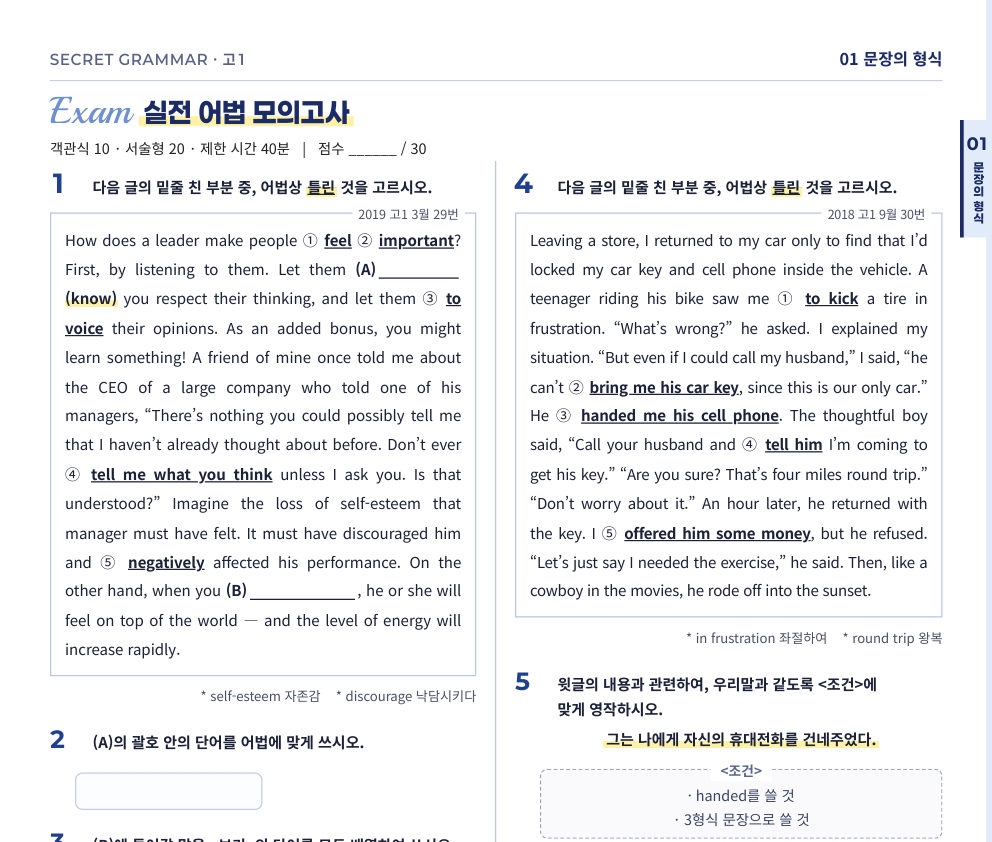 SECRET GRAMMAR · 고1
01 문장의 형식
Exam 실전 어법 모의고사
객관식 10 · 서술형 20 · 제한 시간 40분 | 점수 ______ / 30
1 다음 글의 밑줄 친 부분 중, 어법상 틀린 것을 고르시오.
2019 고1 3월 29번
How does a leader make people ① feel ② important?
First, by listening to them. Let them (A)__________
(know) you respect their thinking, and let them ③ to
voice their opinions. As an added bonus, you might
learn something! A friend of mine once told me about
the CEO of a large company who told one of his
managers, “There’s nothing you could possibly tell me
that I haven’t already thought about before. Don’t ever
④ tell me what you think unless I ask you. Is that
understood?” Imagine the loss of self-esteem that
manager must have felt. It must have discouraged him
and ⑤ negatively affected his performance. On the
other hand, when you (B)_____________, he or she will
feel on top of the world — and the level of energy will
increase rapidly.
* self-esteem 자존감 * discourage 낙담시키다
2 (A)의 괄호 안의 단어를 어법에 맞게 쓰시오.
4 다음 글의 밑줄 친 부분 중, 어법상 틀린 것을 고르시오.
2018 고1 9월 30번
Leaving a store, I returned to my car only to find that I’d
locked my car key and cell phone inside the vehicle. A
teenager riding his bike saw me ① to kick a tire in
frustration. “What’s wrong?” he asked. I explained my
situation. “But even if I could call my husband,” I said, “he
can’t ② bring me his car key, since this is our only car.”
He ③ handed me his cell phone. The thoughtful boy
said, “Call your husband and ④ tell him I’m coming to
get his key.” “Are you sure? That’s four miles round trip.”
“Don’t worry about it.” An hour later, he returned with
the key. I ⑤ offered him some money, but he refused.
“Let’s just say I needed the exercise,” he said. Then, like a
cowboy in the movies, he rode off into the sunset.
* in frustration 좌절하여 * round trip 왕복
5 윗글의 내용과 관련하여, 우리말과 같도록 <조건>에
맞게 영작하시오.
그는 나에게 자신의 휴대전화를 건네주었다.
<조건>
· handed를 쓸 것
· 3형식 문장으로 쓸 것
01
문장의 형식